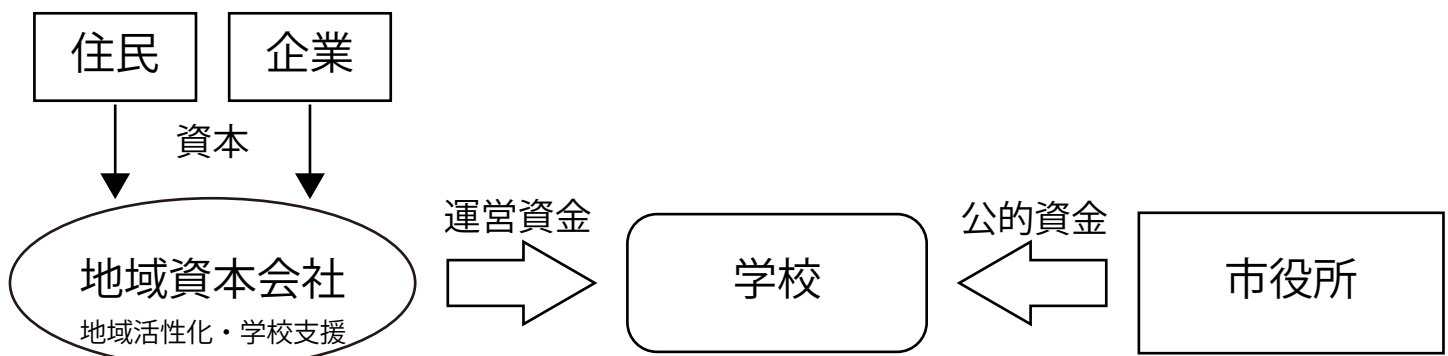 住民
企業
資本
運営資金
公的資金
地域資本会社
地域活性化・学校支援
学校
市役所